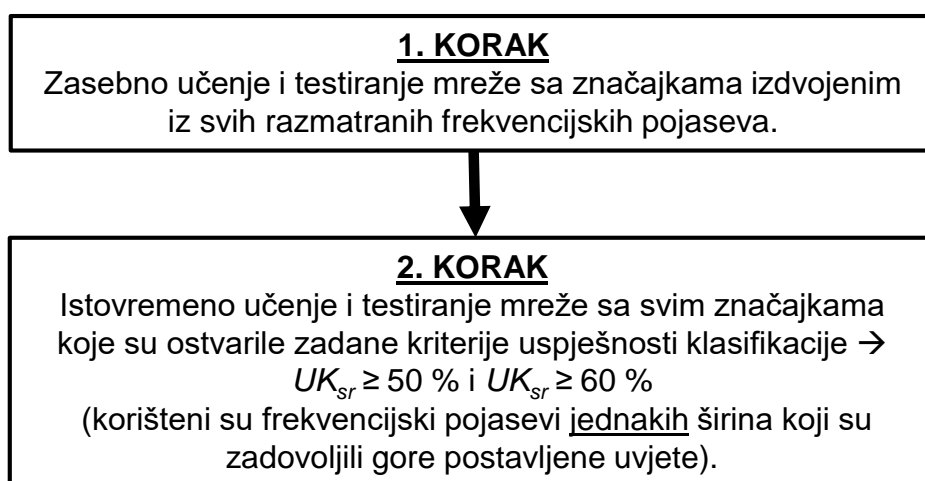 1. KORAK
Zasebno učenje i testiranje mreže sa značajkama izdvojenim
iz svih razmatranih frekvencijskih pojaseva.
2. KORAK
Istovremeno učenje i testiranje mreže sa svim značajkama
koje su ostvarile zadane kriterije uspješnosti klasifikacije →
UKsr ≥ 50 % i UKsr ≥ 60 %
(korišteni su frekvencijski pojasevi jednakih širina koji su
zadovoljili gore postavljene uvjete).